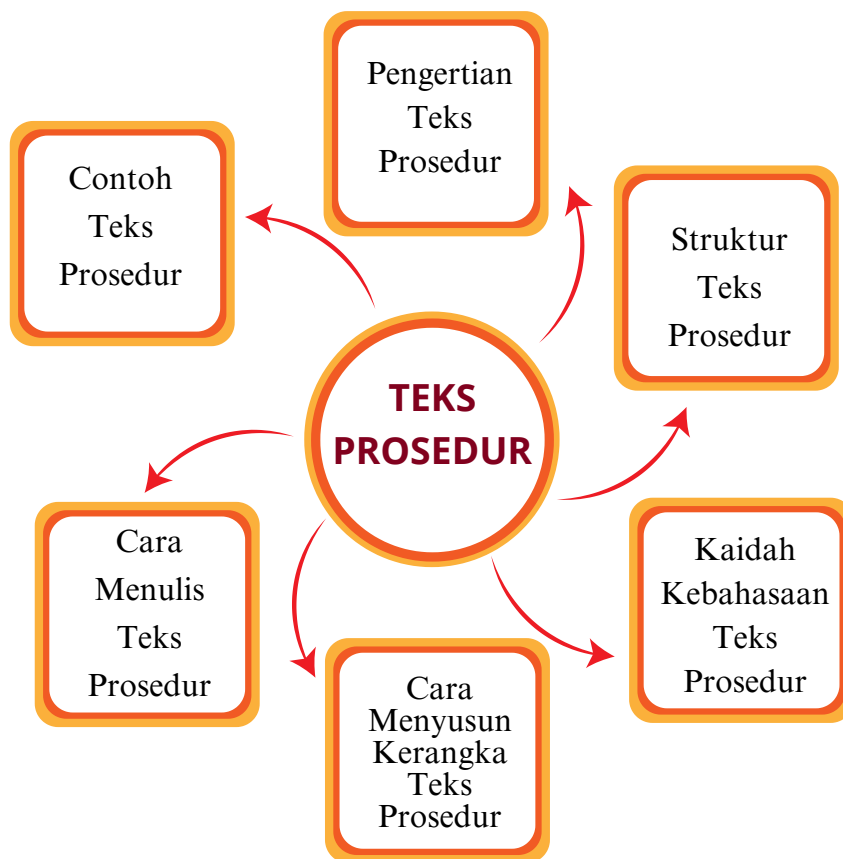 Pengertian
Teks
Prosedur
Contoh
Teks
Prosedur
Struktur
Teks
Prosedur
TEKS
PROSEDUR
Cara
Menulis
Teks
Prosedur
Kaidah
Kebahasaan
Teks
Prosedur
Cara
Menyusun
Kerangka
Teks
Prosedur